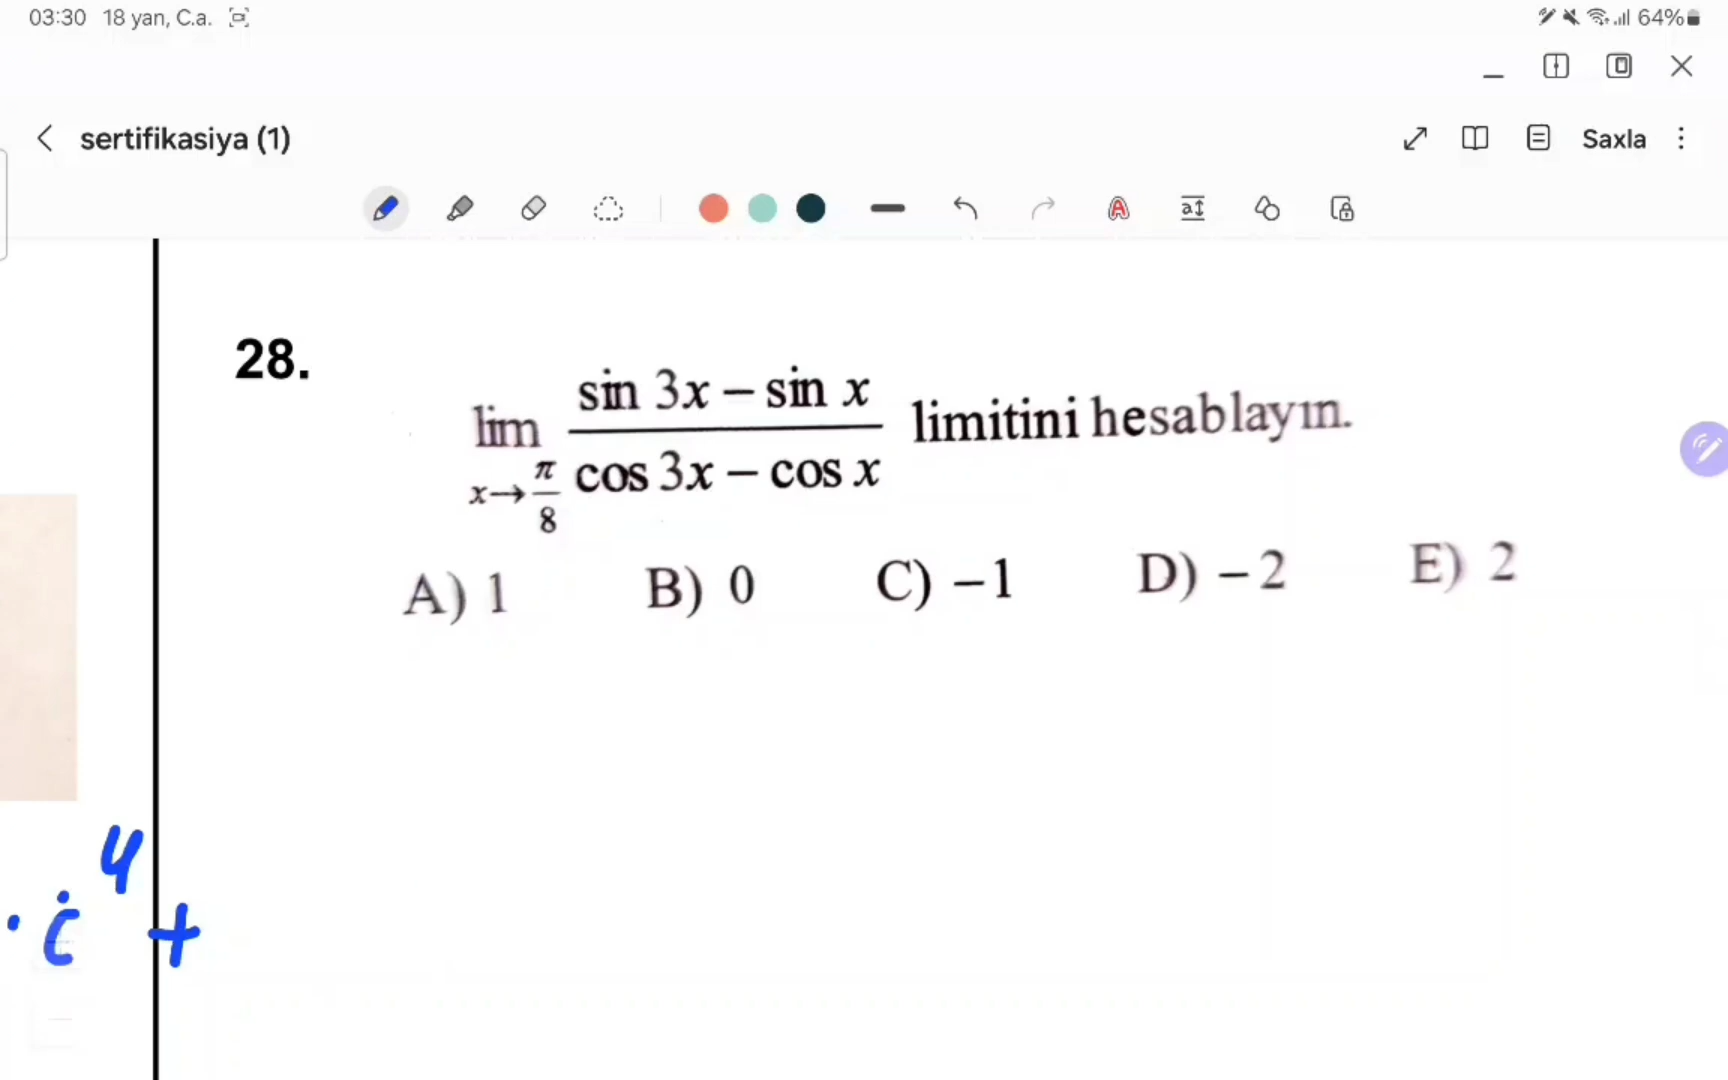 03:30 18 yan, C.a. 64%
sertifikasiya (1) Saxla
28.
lim x→π/8 (sin 3x – sin x)/(cos 3x – cos x) limitini hesablayın.
A) 1 B) 0 C) –1 D) –2 E) 2
· i⁴ +